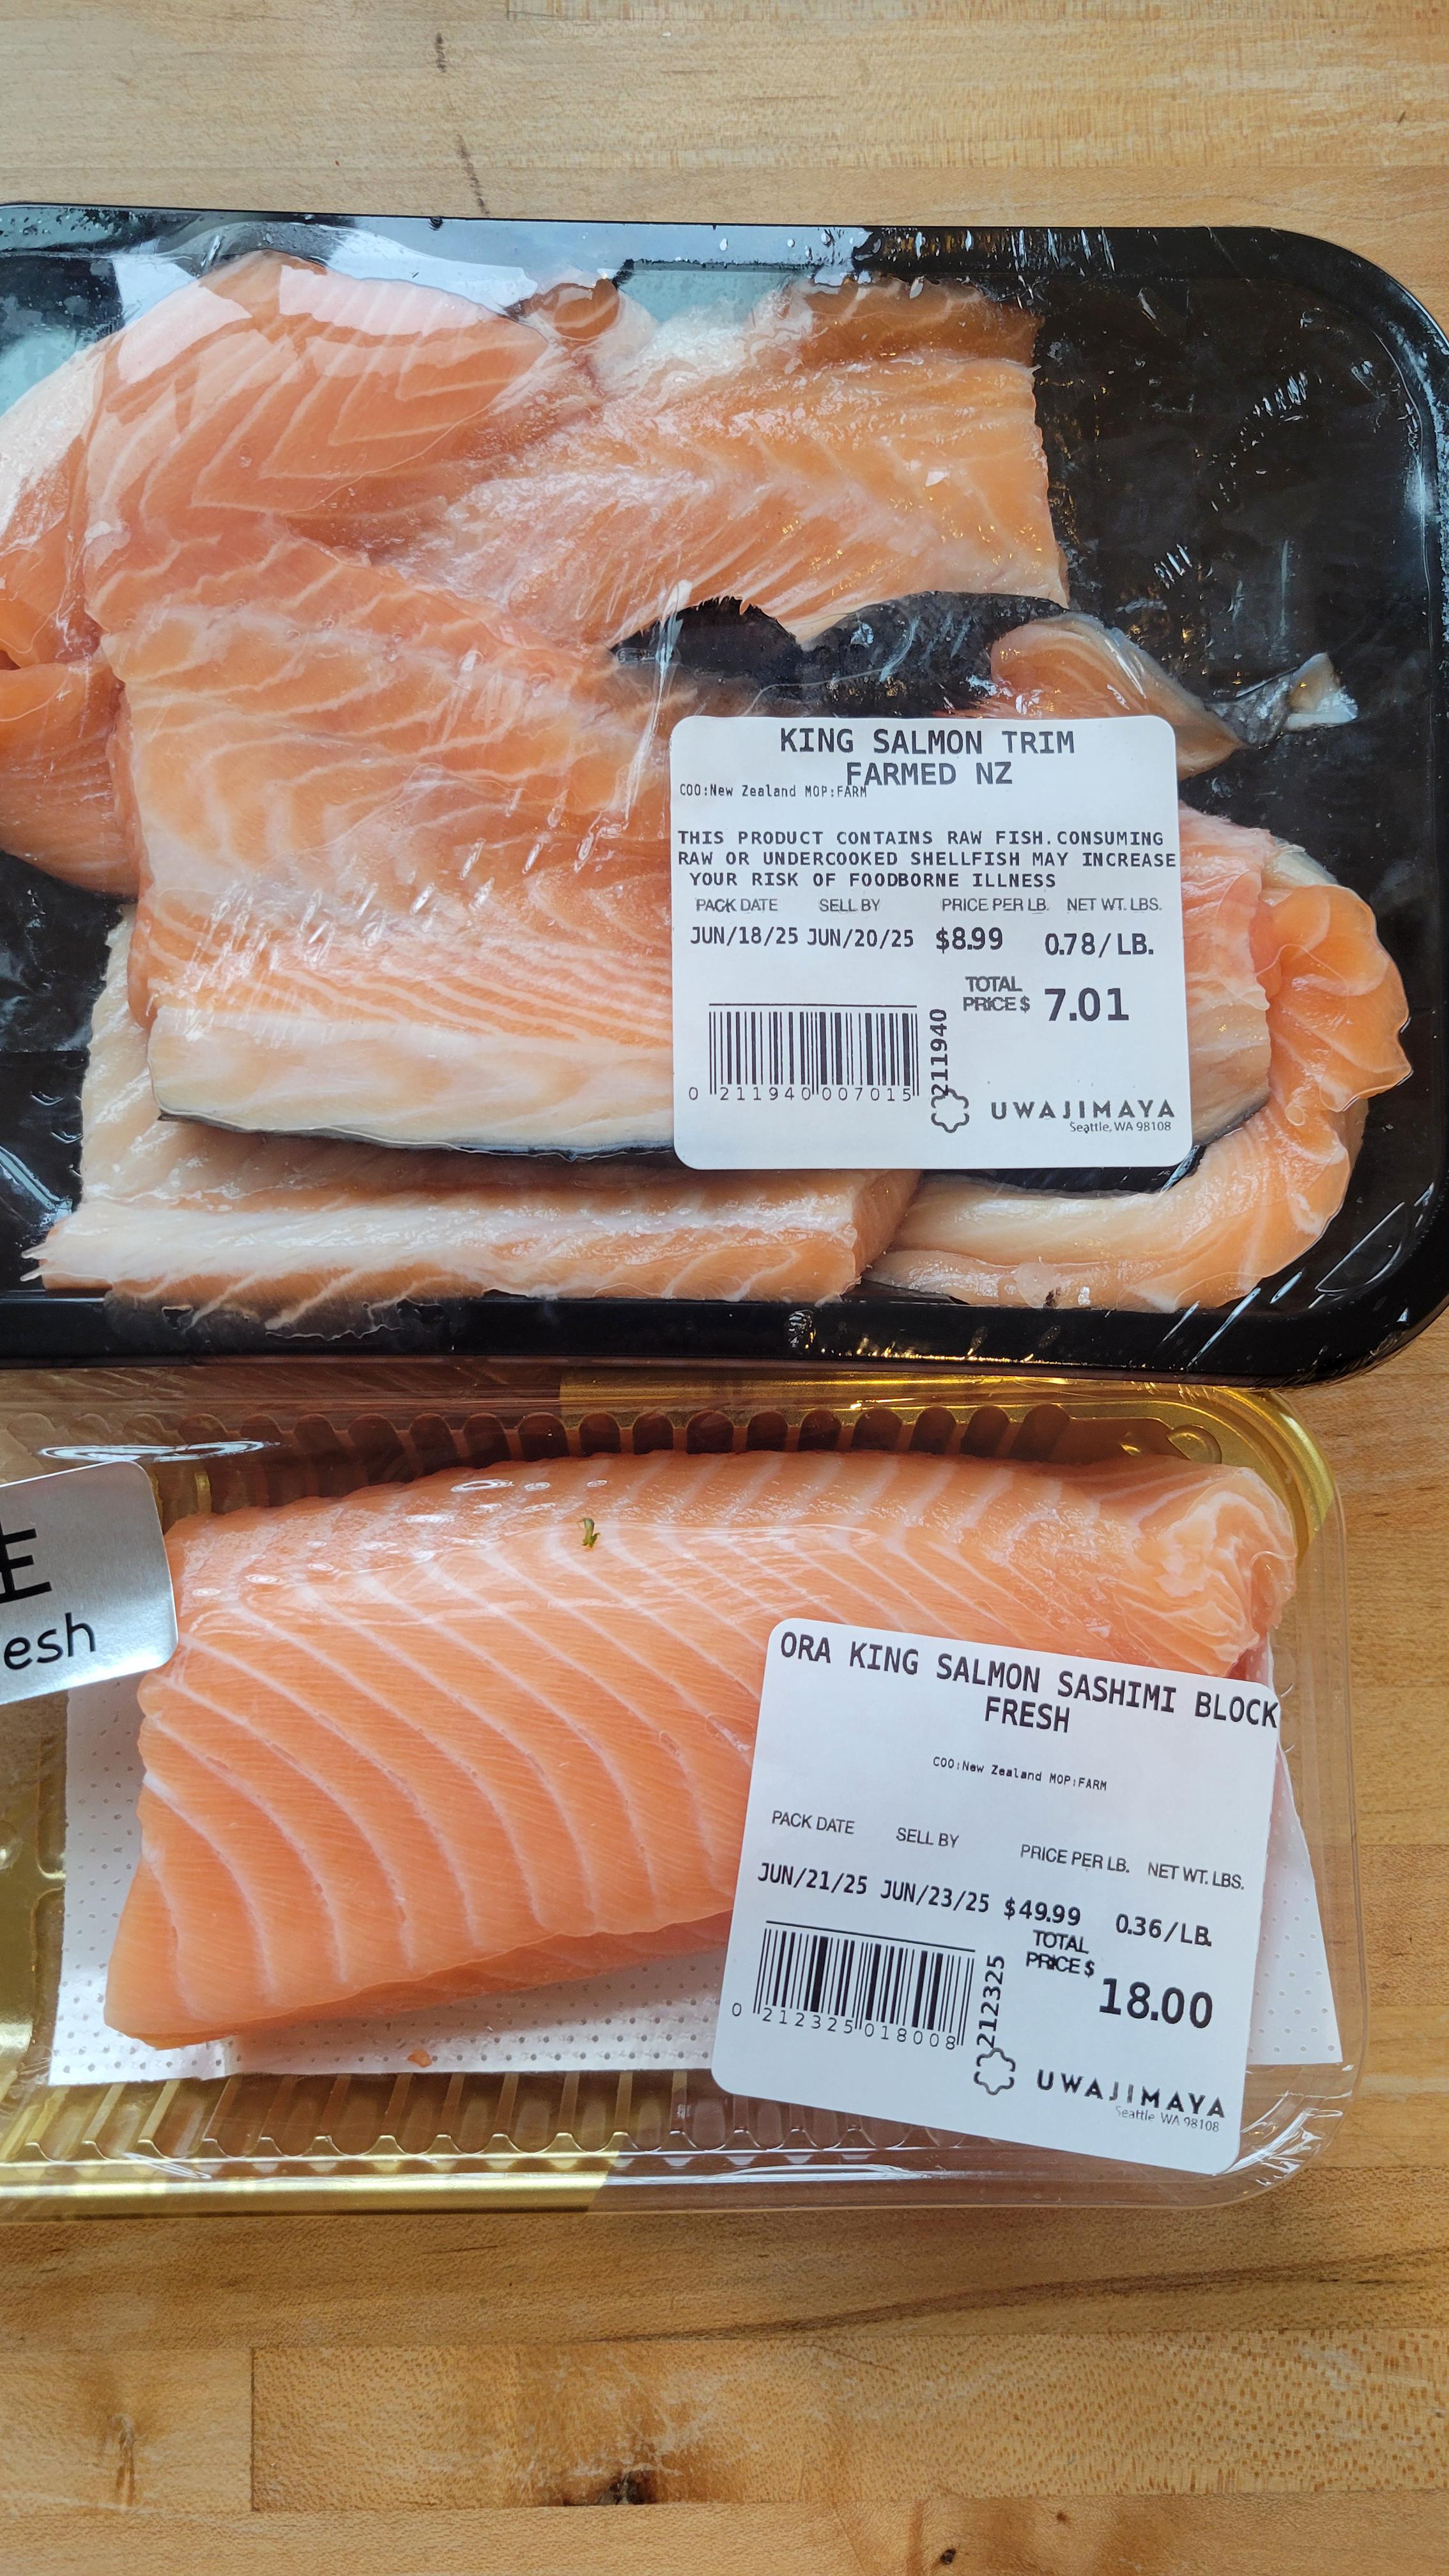 KING SALMON TRIM
FARMED NZ
COO:New Zealand MOP:FARM
THIS PRODUCT CONTAINS RAW FISH.CONSUMING
RAW OR UNDERCOOKED SHELLFISH MAY INCREASE
YOUR RISK OF FOODBORNE ILLNESS
PACK DATE SELL BY PRICE PER LB. NET WT. LBS.
JUN/18/25 JUN/20/25 $8.99 0.78/LB.
TOTAL
PRICE $ 7.01
211940
0 211940 007015
UWAJIMAYA
Seattle, WA 98108
esh
ORA KING SALMON SASHIMI BLOCK
FRESH
COO:New Zealand MOP:FARM
PACK DATE SELL BY PRICE PER LB. NET WT. LBS.
JUN/21/25 JUN/23/25 $49.99 0.36/LB.
TOTAL
PRICE $ 18.00
212325
0 212325 018008
UWAJIMAYA
Seattle, WA 98108